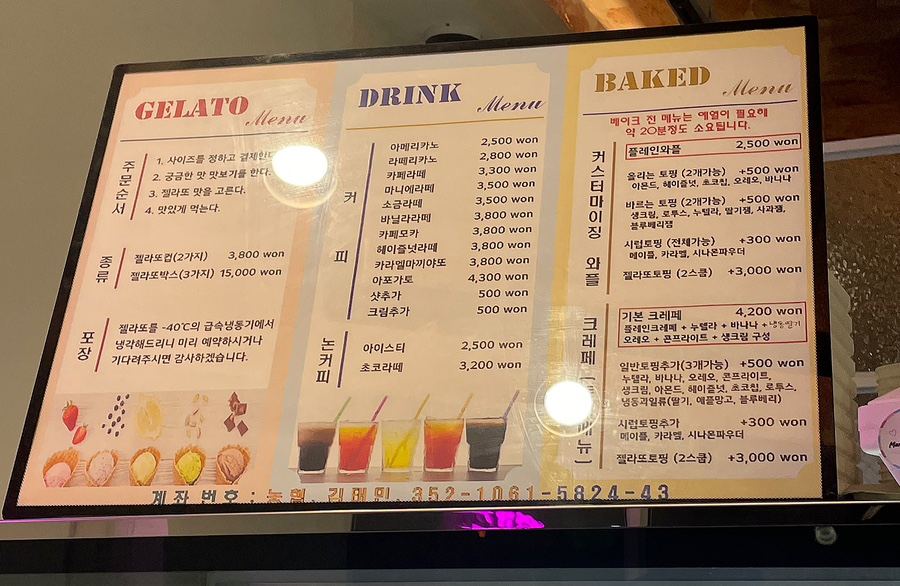 GELATO Menu
주문순서
1. 사이즈를 정하고 결제한다.
2. 궁금한 맛 맛보기를 한다.
3. 젤라또 맛을 고른다.
4. 맛있게 먹는다.
종류
젤라또컵(2가지) 3,800 won
젤라또박스(3가지) 15,000 won
포장
젤라또를 -40℃의 급속냉동기에서
냉각해드리니 미리 예약하시거나
기다려주시면 감사하겠습니다.
DRINK Menu
커피
아메리카노 2,500 won
라떼리카노 2,800 won
카페라떼 3,300 won
마니에라떼 3,500 won
소금라떼 3,500 won
바닐라라떼 3,800 won
카페모카 3,800 won
헤이즐넛라떼 3,800 won
카라멜마끼야또 3,800 won
아포가토 4,300 won
샷추가 500 won
크림추가 500 won
논커피
아이스티 2,500 won
초코라떼 3,200 won
BAKED Menu
베이크 전 메뉴는 예열이 필요해
약 20분정도 소요됩니다.
커스터마이징 와플
플레인와플 2,500 won
올리는 토핑 (2개가능) +500 won
아몬드, 헤이즐넛, 초코칩, 오레오, 바나나
바르는 토핑 (2개가능) +500 won
생크림, 로투스, 누텔라, 딸기잼, 사과잼,
블루베리잼
시럽토핑 (전체가능) +300 won
메이플, 카라멜, 시나몬파우더
젤라또토핑 (2스쿱) +3,000 won
크레페
뉴)
기본 크레페 4,200 won
플레인크레페 + 누텔라 + 바나나 + 냉동딸기
오레오 + 콘프라이트 + 생크림 구성
일반토핑추가(3개가능) +500 won
누텔라, 바나나, 오레오, 콘프라이트,
생크림, 아몬드, 헤이즐넛, 초코칩, 로투스,
냉동과일류(딸기, 애플망고, 블루베리)
시럽토핑추가 +300 won
메이플, 카라멜, 시나몬파우더
젤라또토핑 (2스쿱) +3,000 won
계좌번호 : 농협, 김태민, 352-1061-5824-43